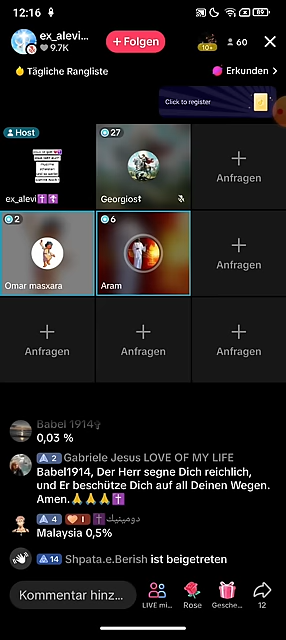 12:16
89
ex_alevi...
9.7K
+ Folgen
10+
60
Tägliche Rangliste
Erkunden >
Click to register
Host
ex_alevi
27
Georgios
Anfragen
2
Omar masxara
6
Aram
Anfragen
Anfragen
Anfragen
Anfragen
Babel 1914
0,03 %
2 Gabriele Jesus LOVE OF MY LIFE
Babel1914, Der Herr segne Dich reichlich,
und Er beschütze Dich auf all Deinen Wegen.
Amen.🙏🙏🙏✝️
4 I ✝️ دومينيك
Malaysia 0,5%
14 Shpata.e.Berish ist beigetreten
Kommentar hinz...
LIVE mi...
Rose
Gesche...
12